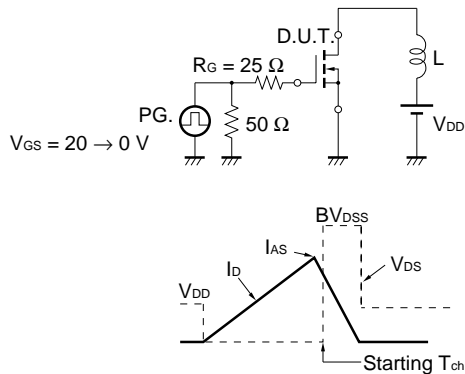 D.U.T.
RG = 25 Ω
L
PG.
50 Ω
VDD
VGS = 20 → 0 V
BVDSS
IAS
ID
VDS
VDD
Starting Tch